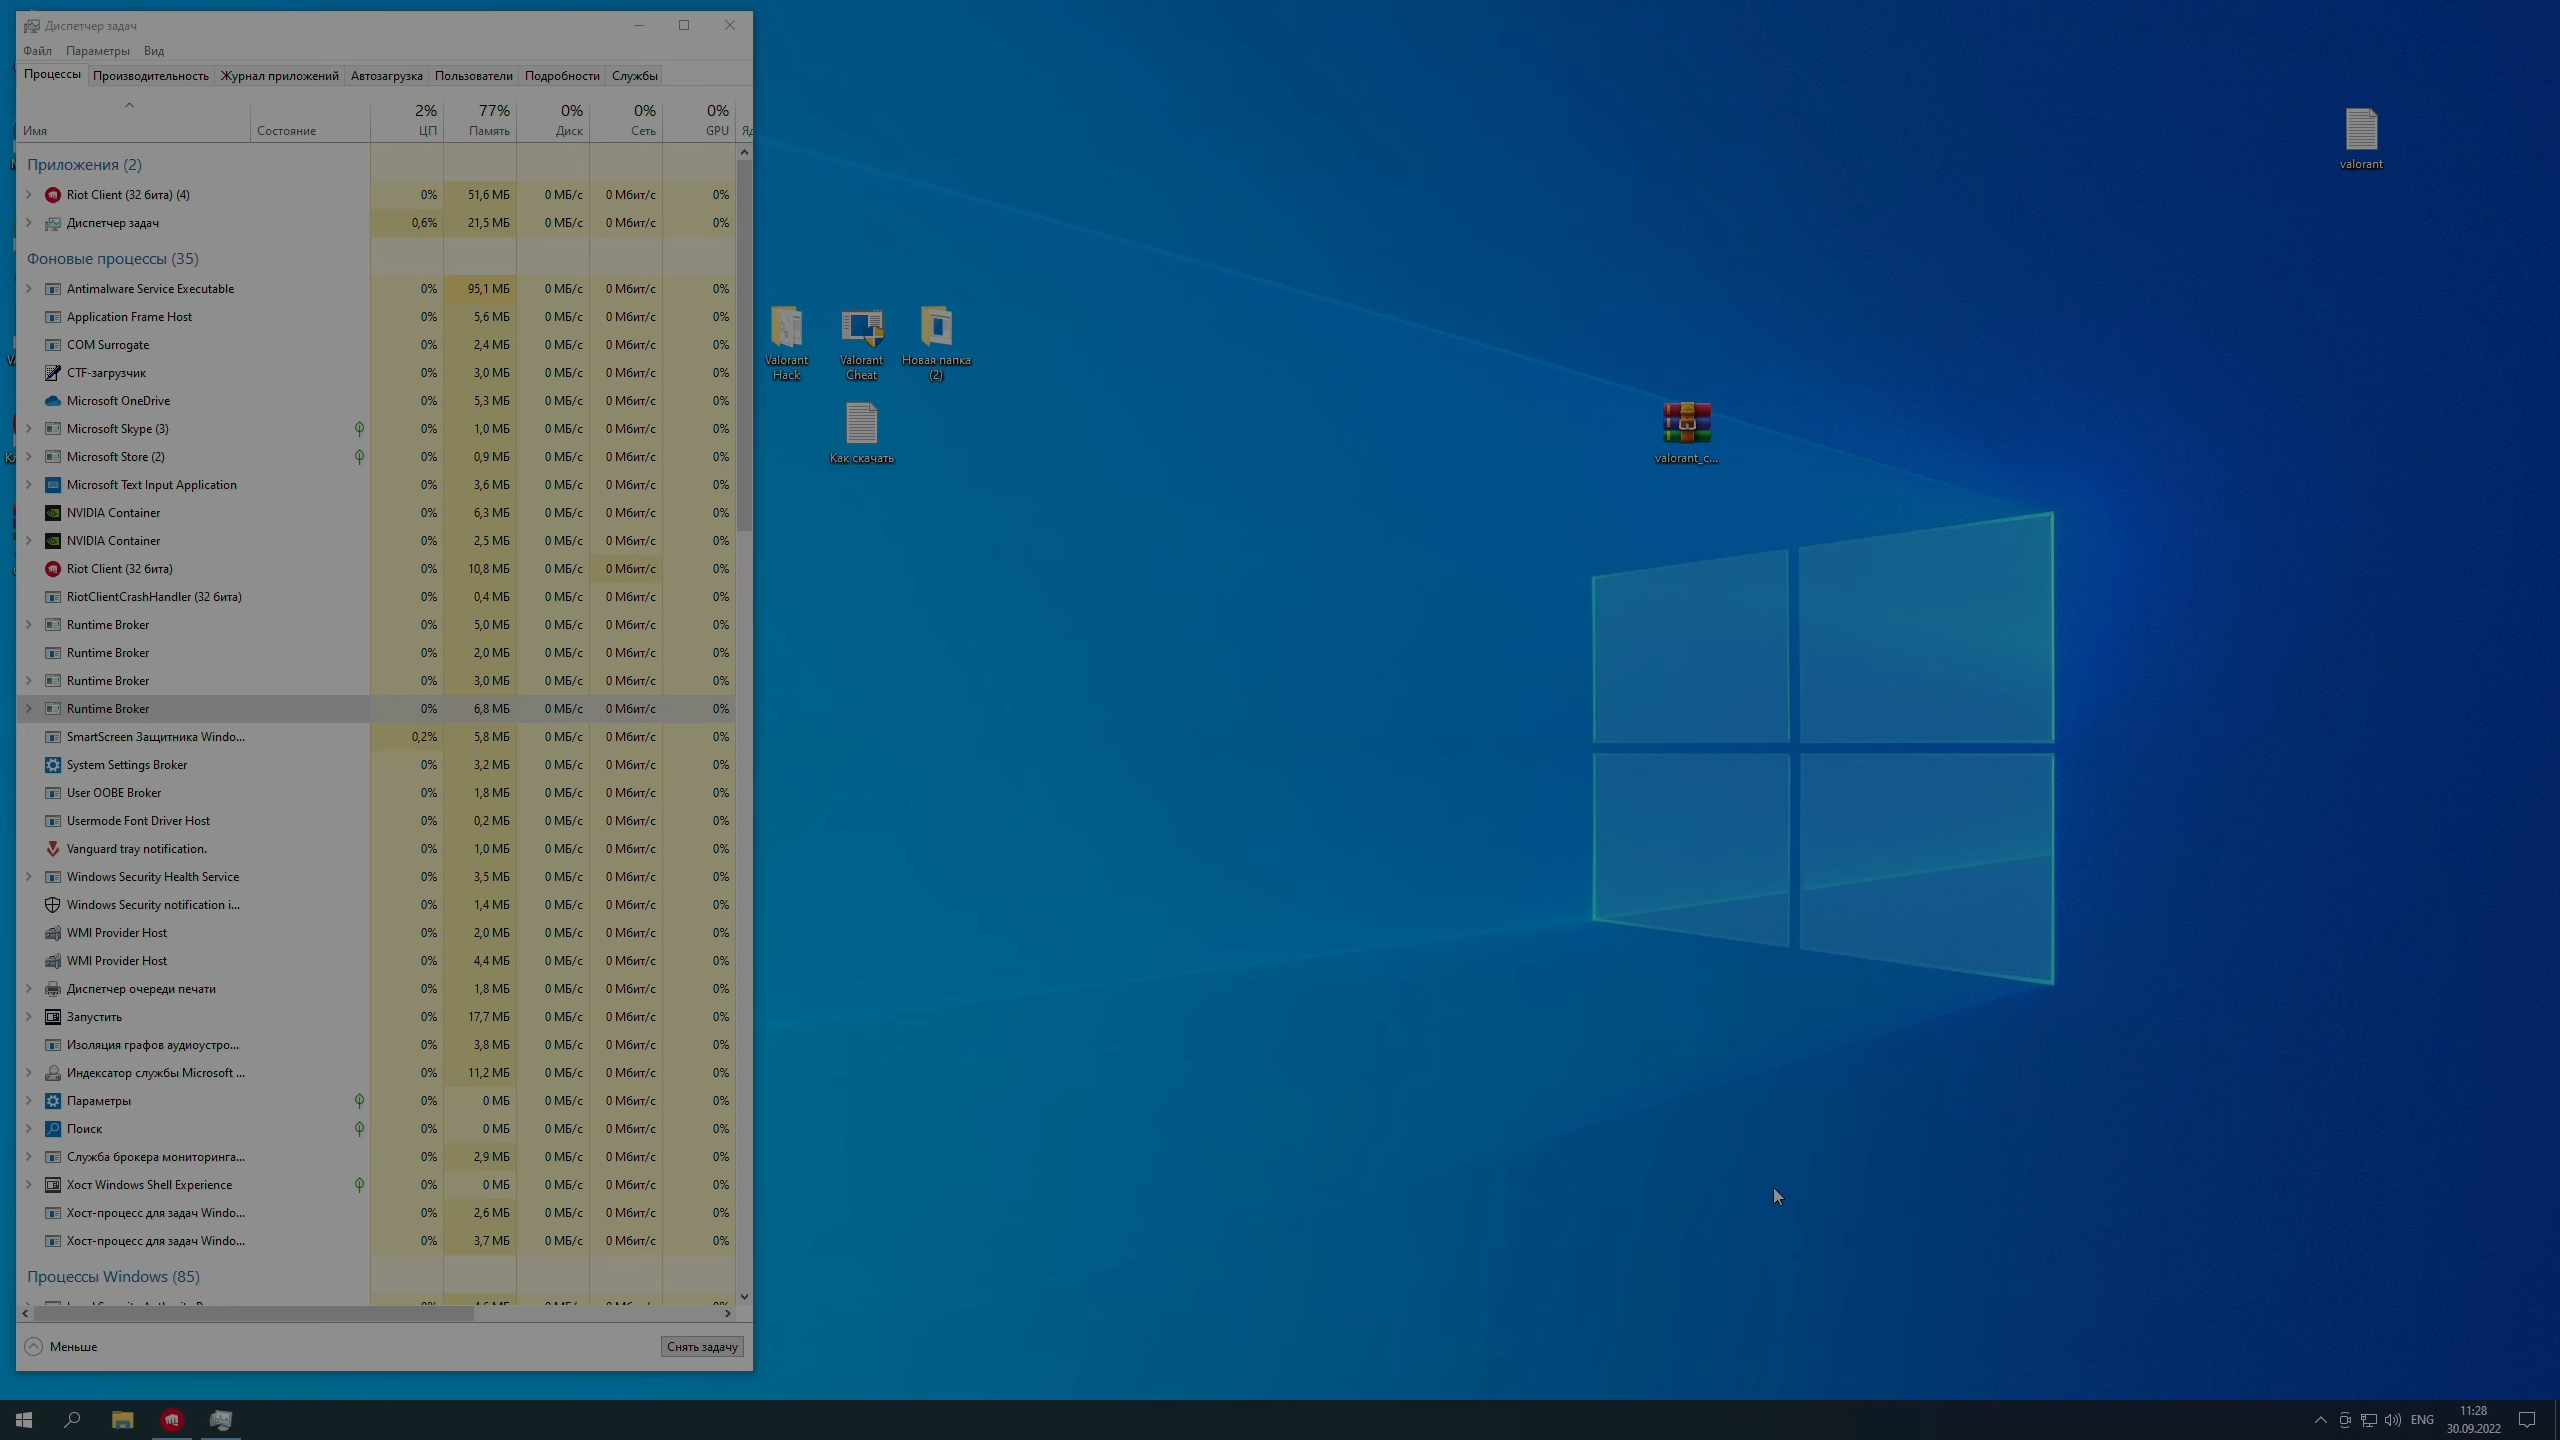 Диспетчер задач
Файл Параметры Вид
Процессы Производительность Журнал приложений Автозагрузка Пользователи Подробности Службы
2% 77% 0% 0% 0%
Имя Состояние ЦП Память Диск Сеть GPU Яд
Приложения (2)
Riot Client (32 бита) (4) 0% 51,6 МБ 0 МБ/с 0 Мбит/с 0%
Диспетчер задач 0,6% 21,5 МБ 0 МБ/с 0 Мбит/с 0%
Фоновые процессы (35)
Antimalware Service Executable 0% 95,1 МБ 0 МБ/с 0 Мбит/с 0%
Application Frame Host 0% 5,6 МБ 0 МБ/с 0 Мбит/с 0%
COM Surrogate 0% 2,4 МБ 0 МБ/с 0 Мбит/с 0%
CTF-загрузчик 0% 3,0 МБ 0 МБ/с 0 Мбит/с 0%
Microsoft OneDrive 0% 5,3 МБ 0 МБ/с 0 Мбит/с 0%
Microsoft Skype (3) 0% 1,0 МБ 0 МБ/с 0 Мбит/с 0%
Microsoft Store (2) 0% 0,9 МБ 0 МБ/с 0 Мбит/с 0%
Microsoft Text Input Application 0% 3,6 МБ 0 МБ/с 0 Мбит/с 0%
NVIDIA Container 0% 6,3 МБ 0 МБ/с 0 Мбит/с 0%
NVIDIA Container 0% 2,5 МБ 0 МБ/с 0 Мбит/с 0%
Riot Client (32 бита) 0% 10,8 МБ 0 МБ/с 0 Мбит/с 0%
RiotClientCrashHandler (32 бита) 0% 0,4 МБ 0 МБ/с 0 Мбит/с 0%
Runtime Broker 0% 5,0 МБ 0 МБ/с 0 Мбит/с 0%
Runtime Broker 0% 2,0 МБ 0 МБ/с 0 Мбит/с 0%
Runtime Broker 0% 3,0 МБ 0 МБ/с 0 Мбит/с 0%
Runtime Broker 0% 6,8 МБ 0 МБ/с 0 Мбит/с 0%
SmartScreen Защитника Windo... 0,2% 5,8 МБ 0 МБ/с 0 Мбит/с 0%
System Settings Broker 0% 3,2 МБ 0 МБ/с 0 Мбит/с 0%
User OOBE Broker 0% 1,8 МБ 0 МБ/с 0 Мбит/с 0%
Usermode Font Driver Host 0% 0,2 МБ 0 МБ/с 0 Мбит/с 0%
Vanguard tray notification. 0% 1,0 МБ 0 МБ/с 0 Мбит/с 0%
Windows Security Health Service 0% 3,5 МБ 0 МБ/с 0 Мбит/с 0%
Windows Security notification i... 0% 1,4 МБ 0 МБ/с 0 Мбит/с 0%
WMI Provider Host 0% 2,0 МБ 0 МБ/с 0 Мбит/с 0%
WMI Provider Host 0% 4,4 МБ 0 МБ/с 0 Мбит/с 0%
Диспетчер очереди печати 0% 1,8 МБ 0 МБ/с 0 Мбит/с 0%
Запустить 0% 17,7 МБ 0 МБ/с 0 Мбит/с 0%
Изоляция графов аудиоустро... 0% 3,8 МБ 0 МБ/с 0 Мбит/с 0%
Индексатор службы Microsoft ... 0% 11,2 МБ 0 МБ/с 0 Мбит/с 0%
Параметры 0% 0 МБ 0 МБ/с 0 Мбит/с 0%
Поиск 0% 0 МБ 0 МБ/с 0 Мбит/с 0%
Служба брокера мониторинга... 0% 2,9 МБ 0 МБ/с 0 Мбит/с 0%
Хост Windows Shell Experience 0% 0 МБ 0 МБ/с 0 Мбит/с 0%
Хост-процесс для задач Windo... 0% 2,6 МБ 0 МБ/с 0 Мбит/с 0%
Хост-процесс для задач Windo... 0% 3,7 МБ 0 МБ/с 0 Мбит/с 0%
Процессы Windows (85)
Меньше
Снять задачу
Valorant
Hack
Valorant
Cheat
Новая папка
(2)
Как скачать
valorant_c...
valorant
ENG
11:28
30.09.2022